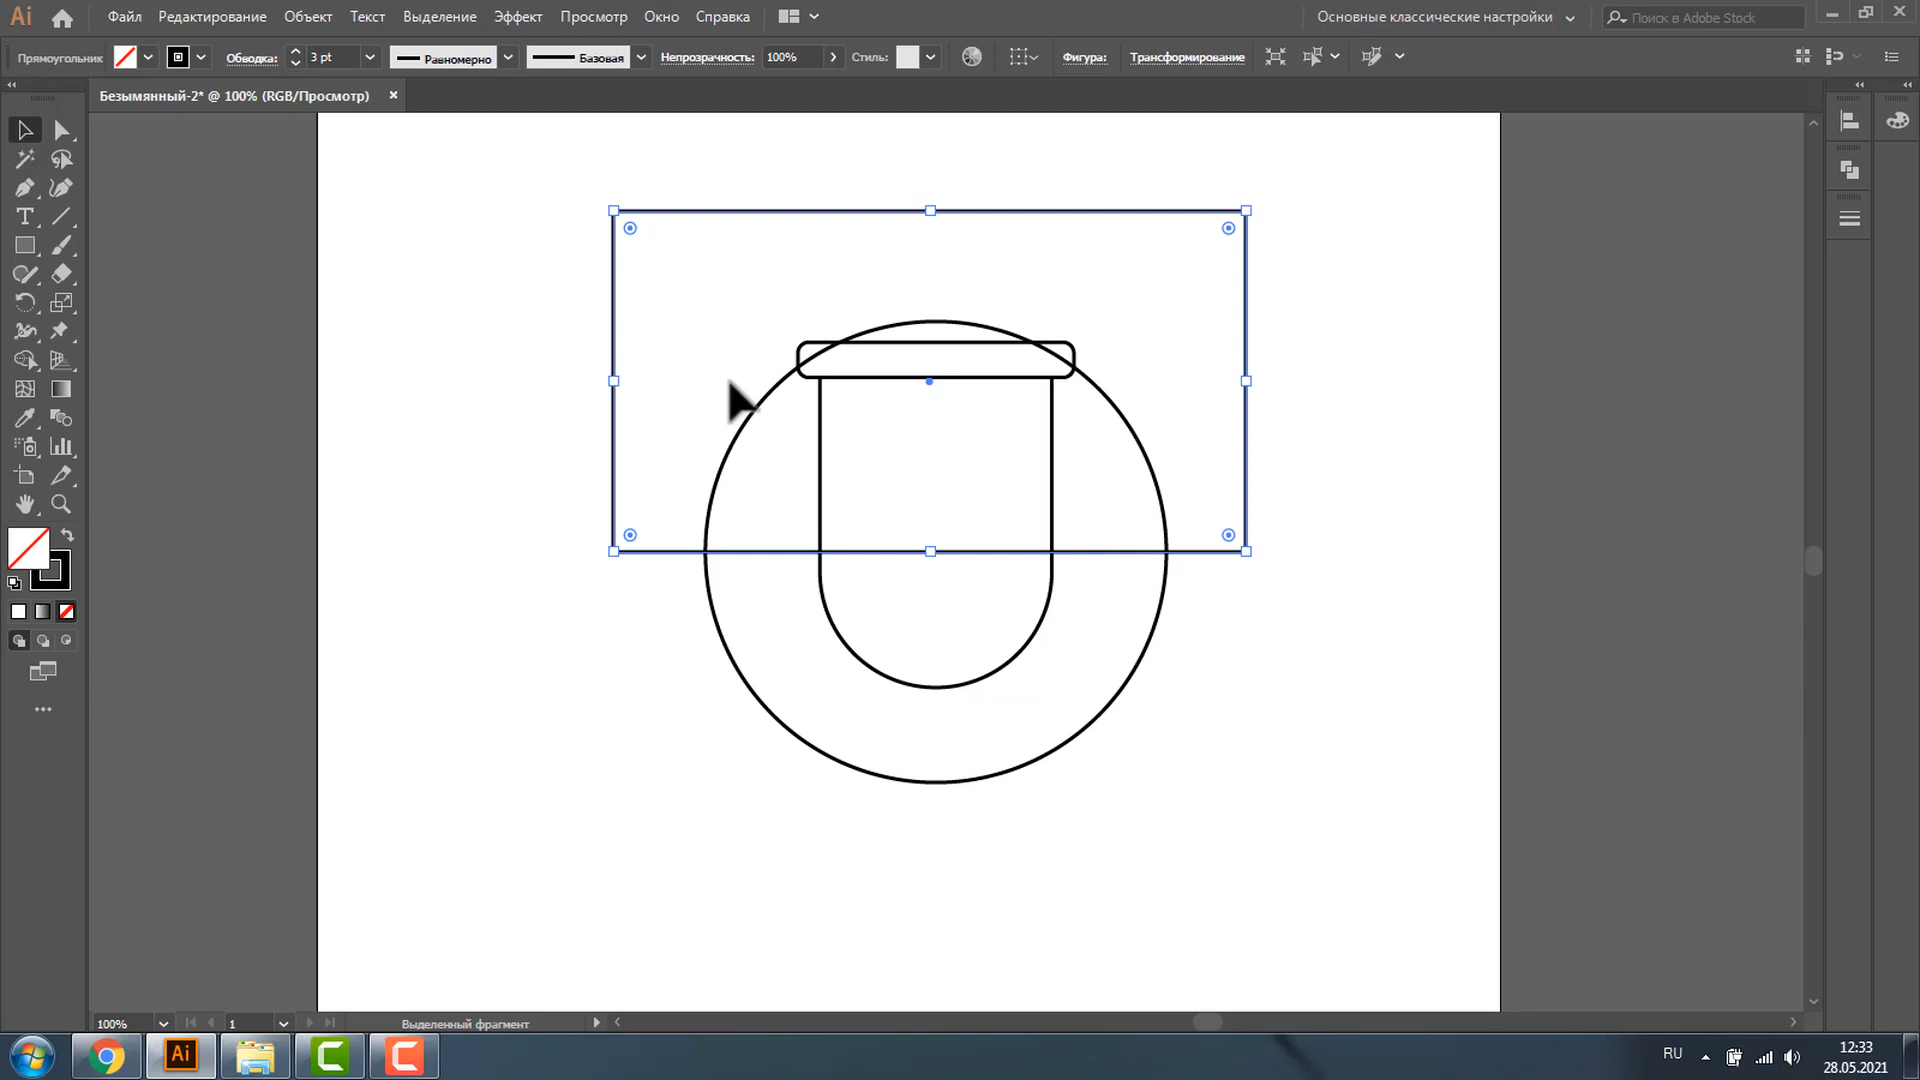 Ai Файл Редактирование Объект Текст Выделение Эффект Просмотр Окно Справка Основные классические настройки Поиск в Adobe Stock
Прямоугольник Обводка: 3 pt Равномерно Базовая Непрозрачность: 100% Стиль: Фигура: Трансформирование
Безымянный-2* @ 100% (RGB/Просмотр) ×
100% 1 Выделенный фрагмент
Ai RU 12:33
28.05.2021